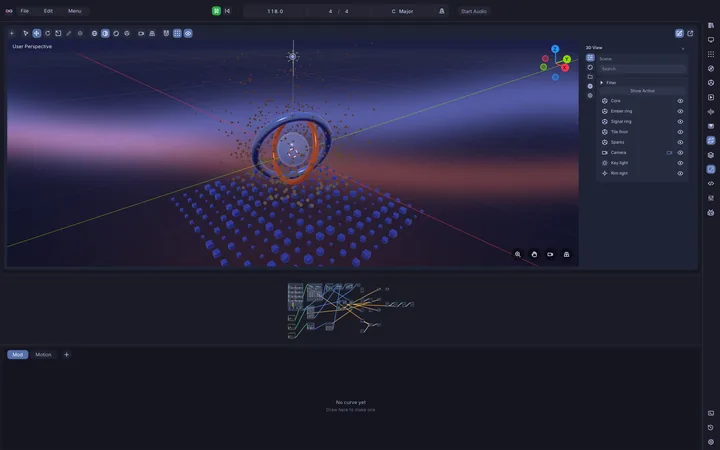 File Edit Menu
118.0
4 / 4
C Major
Start Audio
User Perspective
Z
Y
X
3D View
Scene
Search
Filter
Show Active
Core
Ember ring
Signal ring
Tile floor
Sparks
Camera
Key light
Rim light
Mod Motion +
No curve yet
Draw here to make one